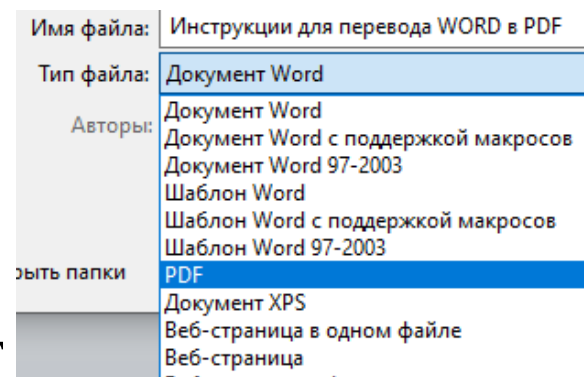 Имя файла: Инструкции для перевода WORD в PDF
Тип файла: Документ Word
Авторы:
Документ Word
Документ Word с поддержкой макросов
Документ Word 97-2003
Шаблон Word
Шаблон Word с поддержкой макросов
Шаблон Word 97-2003
рыть папки
PDF
Документ XPS
Веб-страница в одном файле
Веб-страница